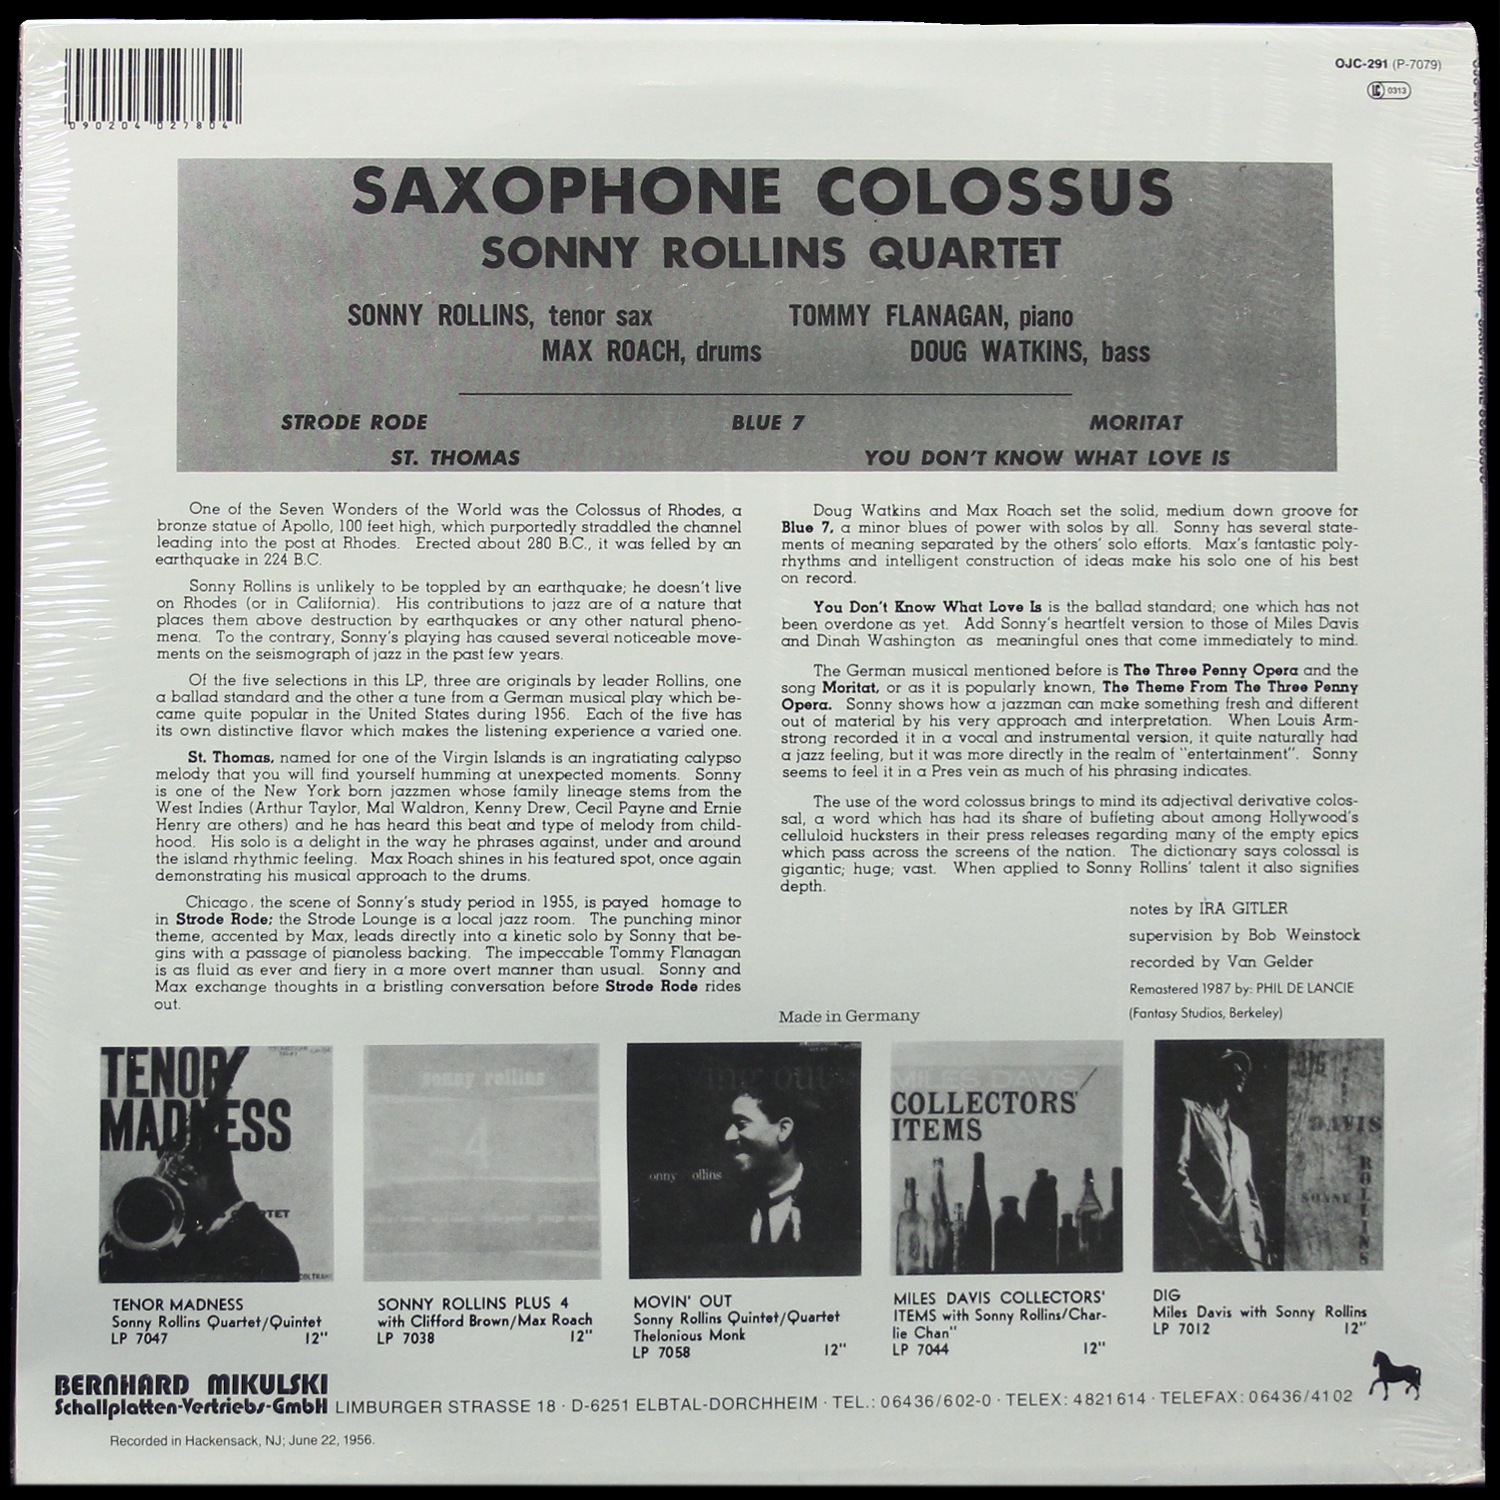 OJC-291 (P-7079)
LC 0313
090204 027804
SAXOPHONE COLOSSUS
SONNY ROLLINS QUARTET
SONNY ROLLINS, tenor sax TOMMY FLANAGAN, piano
MAX ROACH, drums DOUG WATKINS, bass
STRODE RODE BLUE 7 MORITAT
ST. THOMAS YOU DON'T KNOW WHAT LOVE IS
One of the Seven Wonders of the World was the Colossus of Rhodes, a
bronze statue of Apollo, 100 feet high, which purportedly straddled the channel
leading into the post at Rhodes. Erected about 280 B.C., it was felled by an
earthquake in 224 B.C.
Sonny Rollins is unlikely to be toppled by an earthquake; he doesn't live
on Rhodes (or in California). His contributions to jazz are of a nature that
places them above destruction by earthquakes or any other natural pheno-
mena. To the contrary, Sonny's playing has caused several noticeable move-
ments on the seismograph of jazz in the past few years.
Of the five selections in this LP, three are originals by leader Rollins, one
a ballad standard and the other a tune from a German musical play which be-
came quite popular in the United States during 1956. Each of the five has
its own distinctive flavor which makes the listening experience a varied one.
St. Thomas, named for one of the Virgin Islands is an ingratiating calypso
melody that you will find yourself humming at unexpected moments. Sonny
is one of the New York born jazzmen whose family lineage stems from the
West Indies (Arthur Taylor, Mal Waldron, Kenny Drew, Cecil Payne and Ernie
Henry are others) and he has heard this beat and type of melody from child-
hood. His solo is a delight in the way he phrases against, under and around
the island rhythmic feeling. Max Roach shines in his featured spot, once again
demonstrating his musical approach to the drums.
Chicago, the scene of Sonny's study period in 1955, is payed homage to
in Strode Rode; the Strode Lounge is a local jazz room. The punching minor
theme, accented by Max, leads directly into a kinetic solo by Sonny that be-
gins with a passage of pianoless backing. The impeccable Tommy Flanagan
is as fluid as ever and fiery in a more overt manner than usual. Sonny and
Max exchange thoughts in a bristling conversation before Strode Rode rides
out.
Doug Watkins and Max Roach set the solid, medium down groove for
Blue 7, a minor blues of power with solos by all. Sonny has several state-
ments of meaning separated by the others' solo efforts. Max's fantastic poly-
rhythms and intelligent construction of ideas make his solo one of his best
on record.
You Don't Know What Love Is is the ballad standard; one which has not
been overdone as yet. Add Sonny's heartfelt version to those of Miles Davis
and Dinah Washington as meaningful ones that come immediately to mind.
The German musical mentioned before is The Three Penny Opera and the
song Moritat, or as it is popularly known, The Theme From The Three Penny
Opera. Sonny shows how a jazzman can make something fresh and different
out of material by his very approach and interpretation. When Louis Arm-
strong recorded it in a vocal and instrumental version, it quite naturally had
a jazz feeling, but it was more directly in the realm of "entertainment". Sonny
seems to feel it in a Pres vein as much of his phrasing indicates.
The use of the word colossus brings to mind its adjectival derivative colos-
sal, a word which has had its share of buffeting about among Hollywood's
celluloid hucksters in their press releases regarding many of the empty epics
which pass across the screens of the nation. The dictionary says colossal is
gigantic; huge; vast. When applied to Sonny Rollins' talent it also signifies
depth.
notes by IRA GITLER
supervision by Bob Weinstock
recorded by Van Gelder
Remastered 1987 by: PHIL DE LANCIE
(Fantasy Studios, Berkeley)
Made in Germany
TENOR
MADNESS
COLTRANE
sonny rollins
4
onny ollins
MILES DAVIS
COLLECTORS'
ITEMS
DIG
DAVIS
SONNY
ROLLINS
TENOR MADNESS
Sonny Rollins Quartet/Quintet
LP 7047 12"
SONNY ROLLINS PLUS 4
with Clifford Brown/Max Roach
LP 7038 12"
MOVIN' OUT
Sonny Rollins Quintet/Quartet
Thelonious Monk
LP 7058 12"
MILES DAVIS COLLECTORS'
ITEMS with Sonny Rollins/Char-
lie Chan"
LP 7044 12"
DIG
Miles Davis with Sonny Rollins
LP 7012 12"
BERNHARD MIKULSKI
Schallplatten-Vertriebs-GmbH LIMBURGER STRASSE 18 · D-6251 ELBTAL-DORCHHEIM · TEL.: 06436/602-0 · TELEX: 4821614 · TELEFAX: 06436/4102
Recorded in Hackensack, NJ; June 22, 1956.